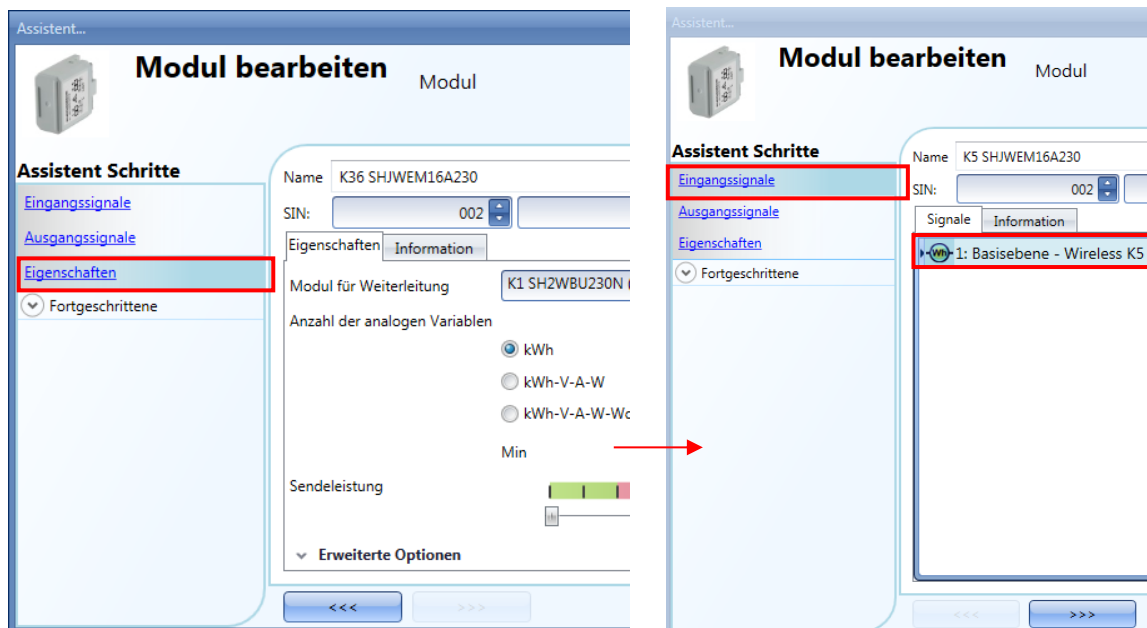 Assistent...
Modul bearbeiten
Modul
Assistent Schritte
Eingangssignale
Ausgangssignale
Eigenschaften
Fortgeschrittene
Name K36 SHJWEM16A230
SIN: 002
Eigenschaften Information
Modul für Weiterleitung K1 SH2WBU230N
Anzahl der analogen Variablen
kWh
kWh-V-A-W
kWh-V-A-W-
Min
Sendeleistung
Erweiterte Optionen
<<< >>>
Assistent...
Modul bearbeiten
Modul
Assistent Schritte
Eingangssignale
Ausgangssignale
Eigenschaften
Fortgeschrittene
Name K5 SHJWEM16A230
SIN: 002
Signale Information
Wh 1: Basisebene - Wireless K5
<<< >>>